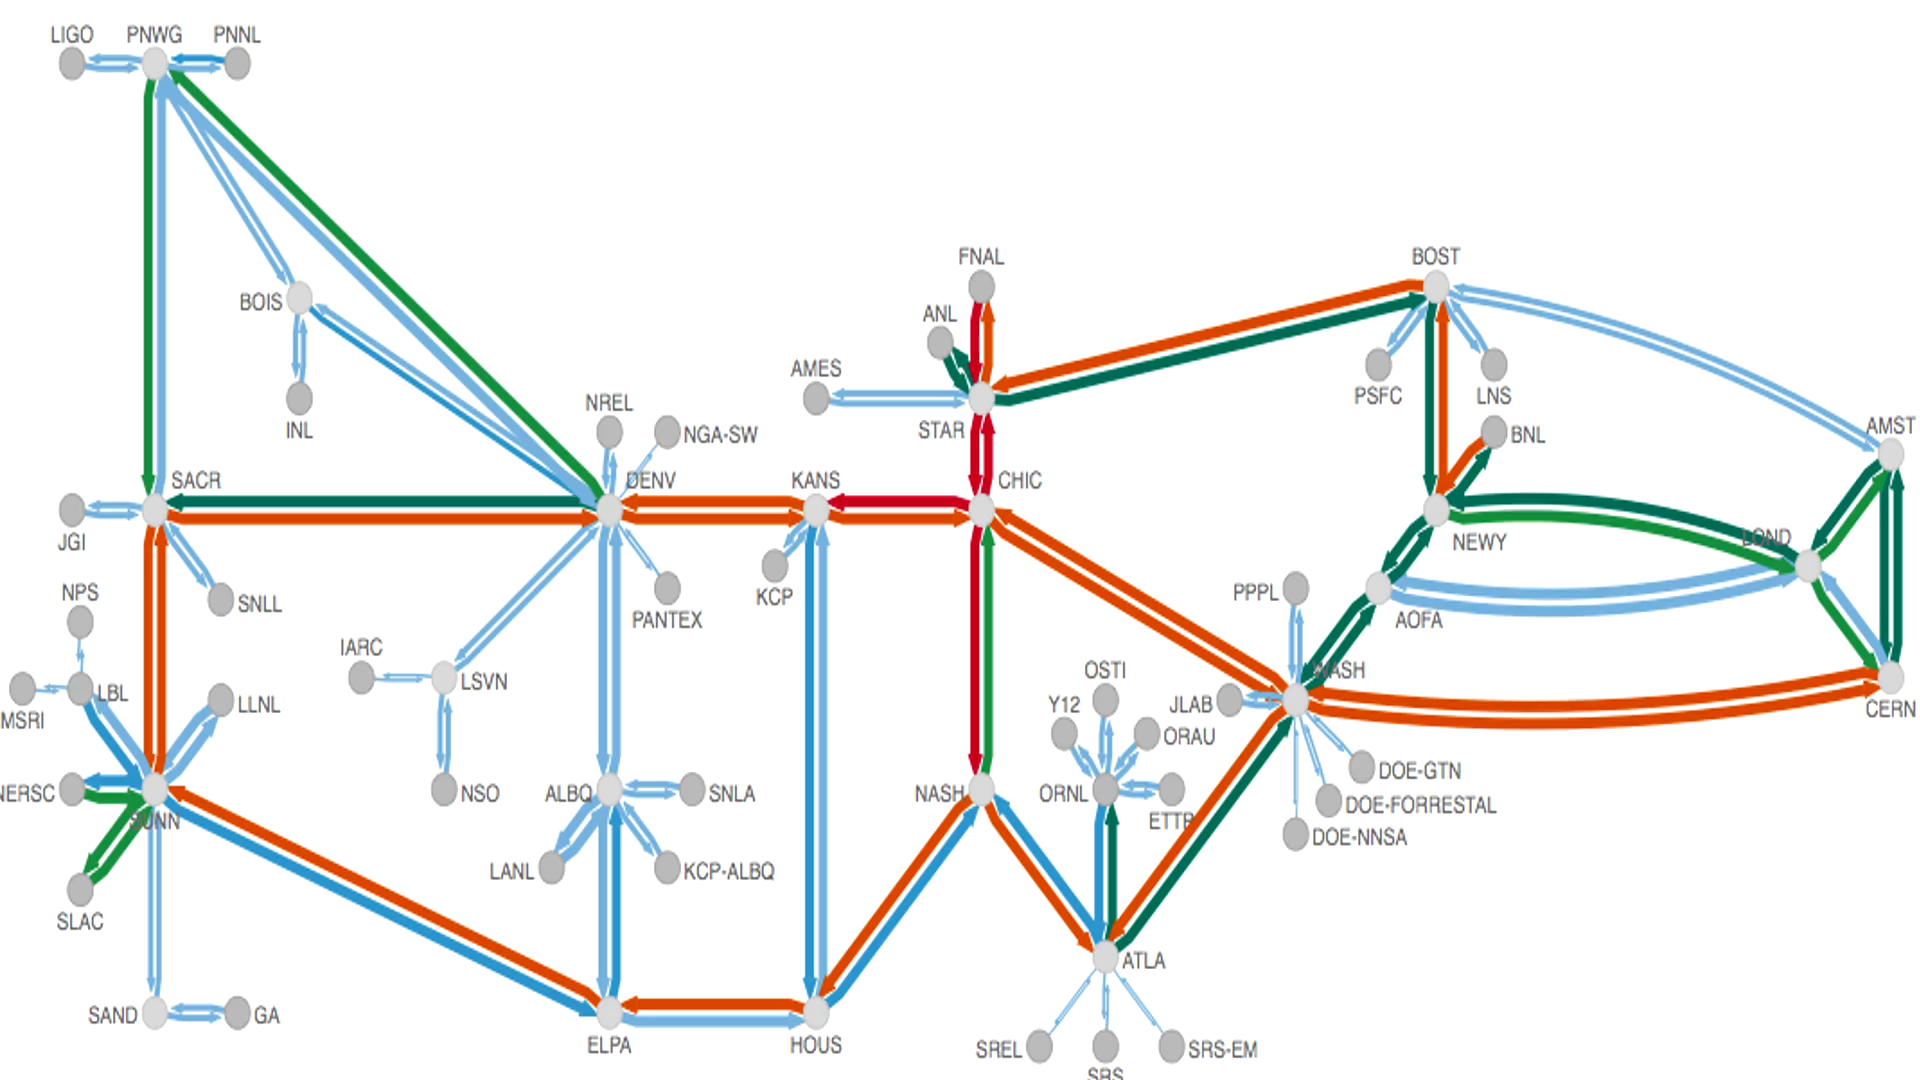 LIGO PNWG PNNL
FNAL
BOST
BOIS
ANL
AMES
PSFC
LNS
INL
NREL
NGA-SW
STAR
BNL
AMST
SACR
DENV
KANS
CHIC
JGI
NEWY
LOND
NPS
SNLL
KCP
PPPL
PANTEX
AOFA
IARC
LSVN
OSTI
WASH
LBL
MSRI
LLNL
Y12
JLAB
CERN
ORAU
NERSC
NSO
ALBQ
SNLA
NASH
ORNL
DOE-GTN
SUNN
ETTP
DOE-FORRESTAL
DOE-NNSA
LANL
KCP-ALBQ
SLAC
ATLA
SAND
GA
ELPA
HOUS
SREL
SRS-EM
SRS